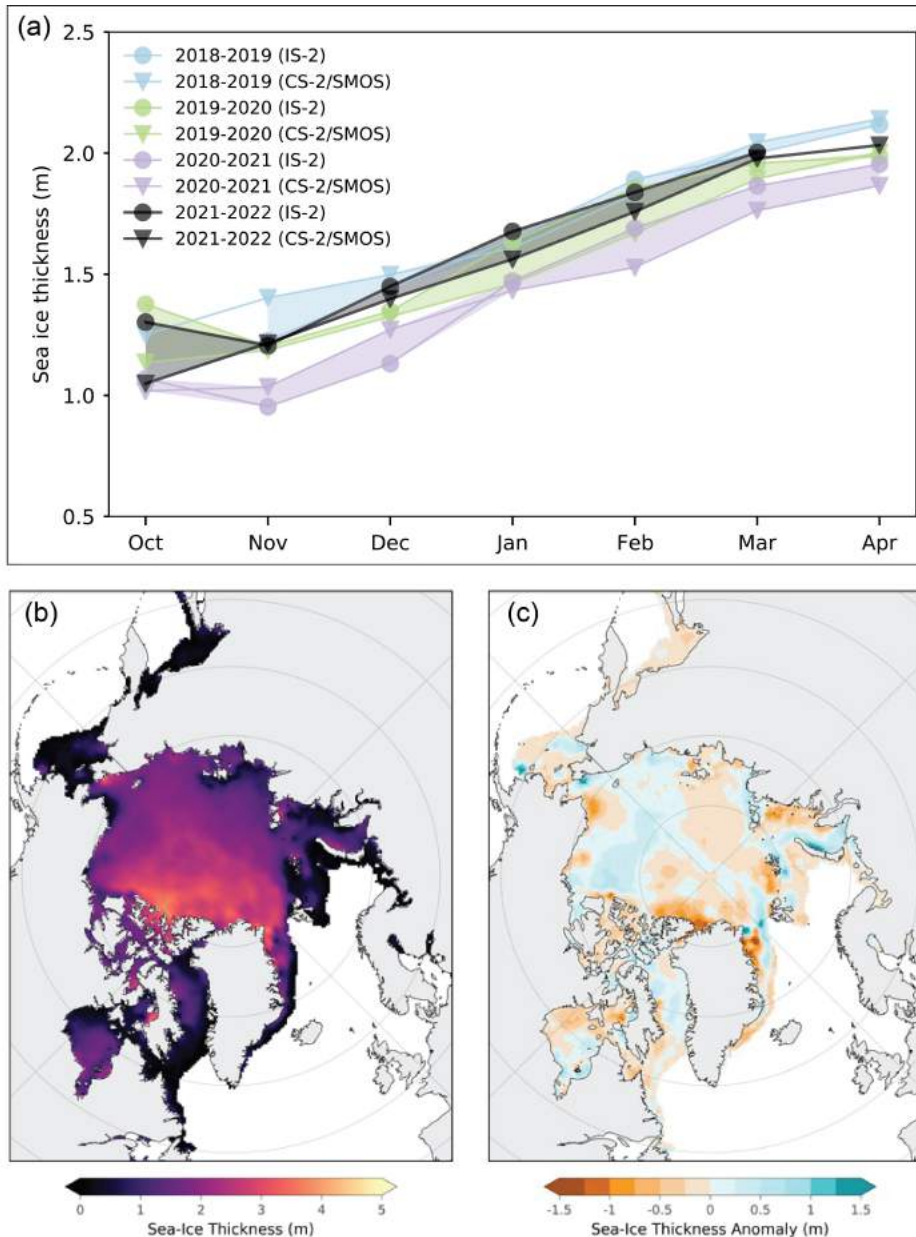 (a)
2.5
2.0
1.5
1.0
0.5
Sea ice thickness (m)
2018-2019 (IS-2)
2018-2019 (CS-2/SMOS)
2019-2020 (IS-2)
2019-2020 (CS-2/SMOS)
2020-2021 (IS-2)
2020-2021 (CS-2/SMOS)
2021-2022 (IS-2)
2021-2022 (CS-2/SMOS)
Oct Nov Dec Jan Feb Mar Apr
(b)
(c)
0 1 2 3 4 5
Sea-Ice Thickness (m)
-1.5 -1 -0.5 0 0.5 1 1.5
Sea-Ice Thickness Anomaly (m)